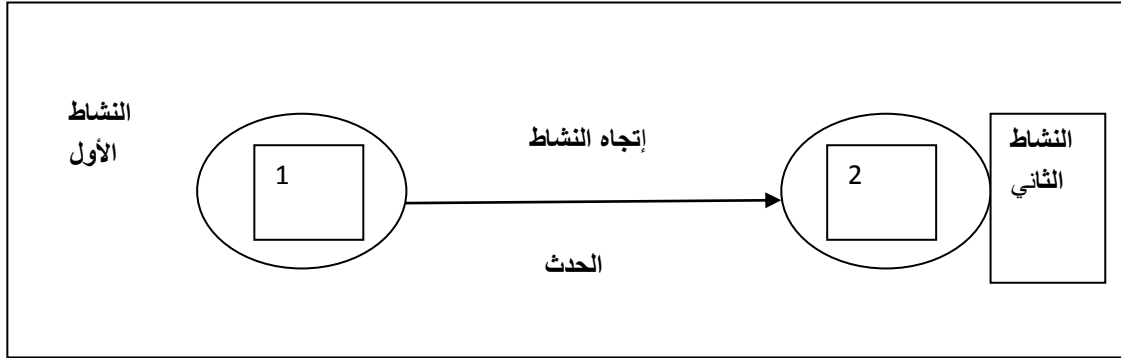 النشاط
الأول
1
إتجاه النشاط
الحدث
2
النشاط
الثاني